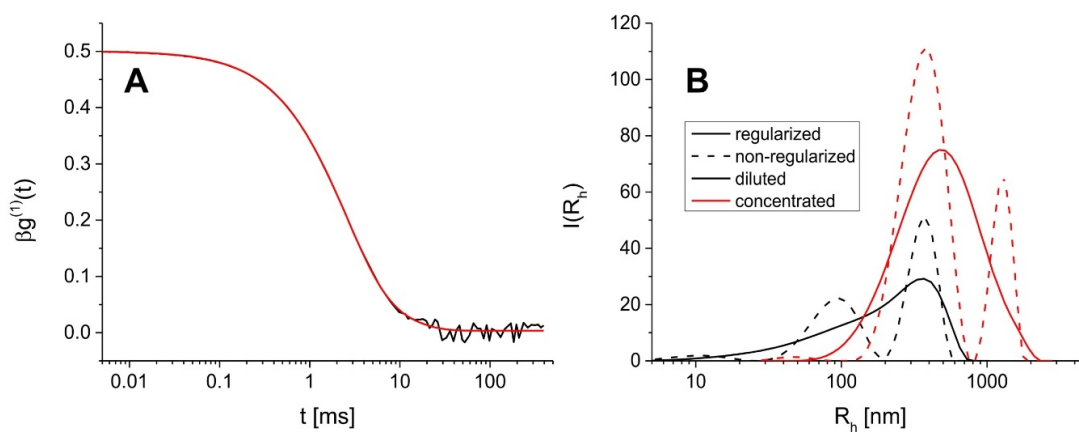 A
0.5
0.4
0.3
0.2
0.1
0.0
βg(1)(t)
0.01 0.1 1 10 100
t [ms]
B
120
100
80
60
40
20
0
I(Rh)
regularized
non-regularized
diluted
concentrated
10 100 1000
Rh [nm]